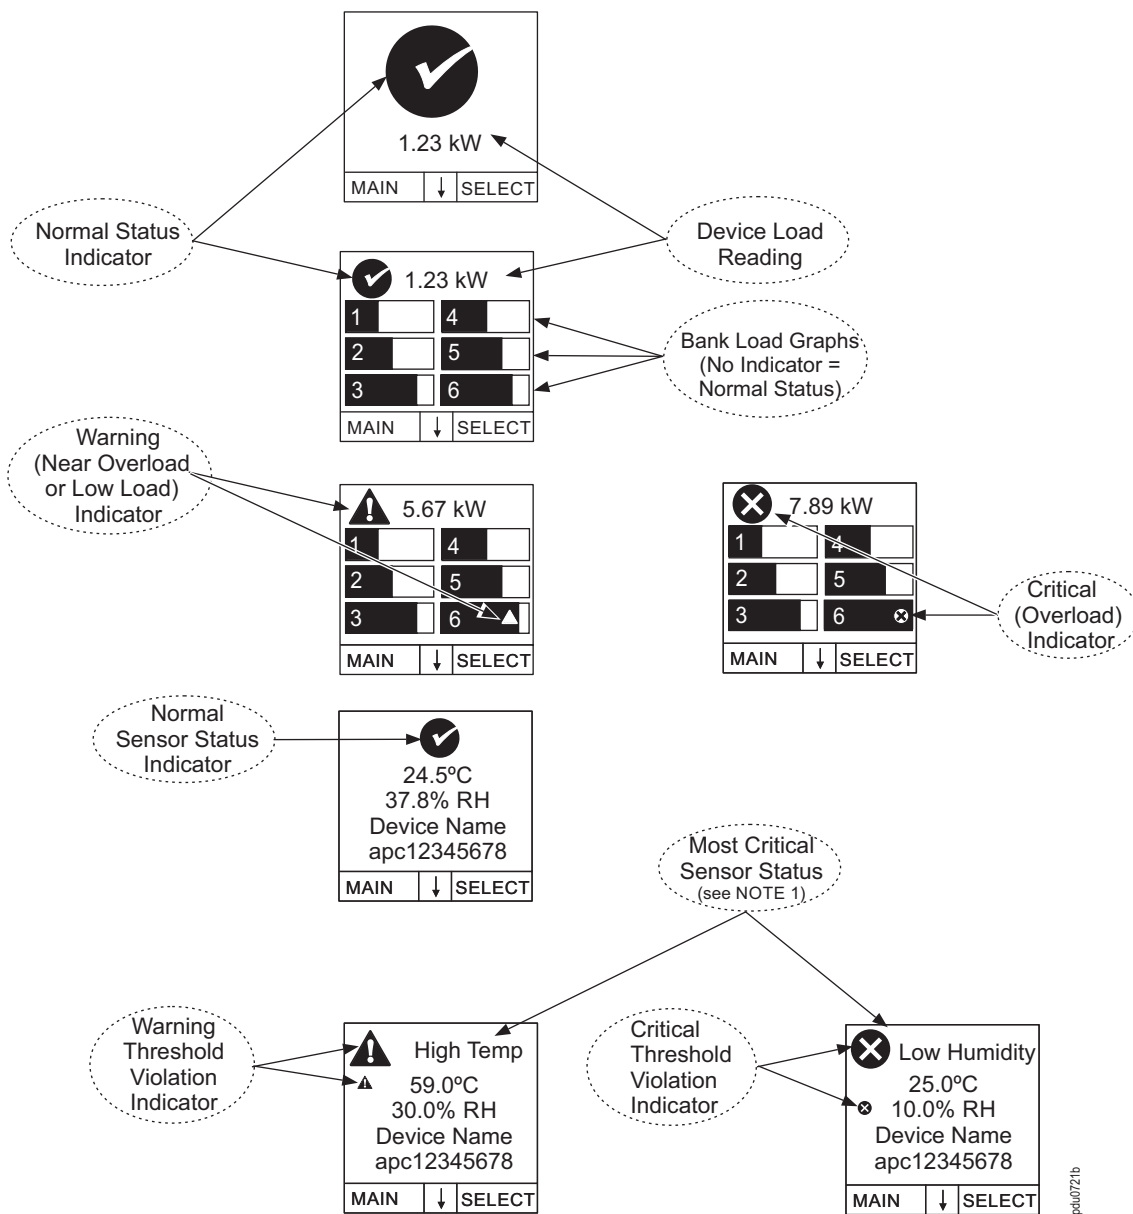 1.23 kW
MAIN ↓ SELECT
Normal Status
Indicator
Device Load
Reading
1.23 kW
1 4
2 5
3 6
MAIN ↓ SELECT
Bank Load Graphs
(No Indicator =
Normal Status)
Warning
(Near Overload
or Low Load)
Indicator
5.67 kW
1 4
2 5
3 6
MAIN ↓ SELECT
7.89 kW
1 4
2 5
3 6
MAIN ↓ SELECT
Critical
(Overload)
Indicator
Normal
Sensor Status
Indicator
24.5ºC
37.8% RH
Device Name
apc12345678
MAIN ↓ SELECT
Most Critical
Sensor Status
(see NOTE 1)
Warning
Threshold
Violation
Indicator
High Temp
59.0ºC
30.0% RH
Device Name
apc12345678
MAIN ↓ SELECT
Critical
Threshold
Violation
Indicator
Low Humidity
25.0ºC
10.0% RH
Device Name
apc12345678
MAIN ↓ SELECT
pdu0721b